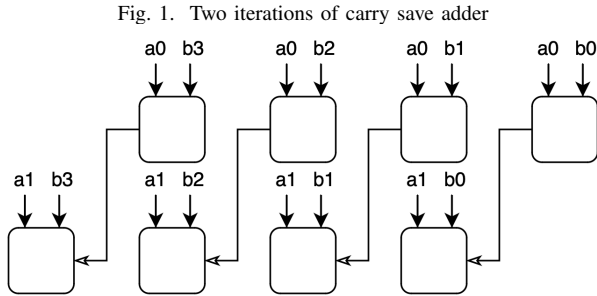 Fig. 1. Two iterations of carry save adder
a0 b3 a0 b2 a0 b1 a0 b0
a1 b3 a1 b2 a1 b1 a1 b0